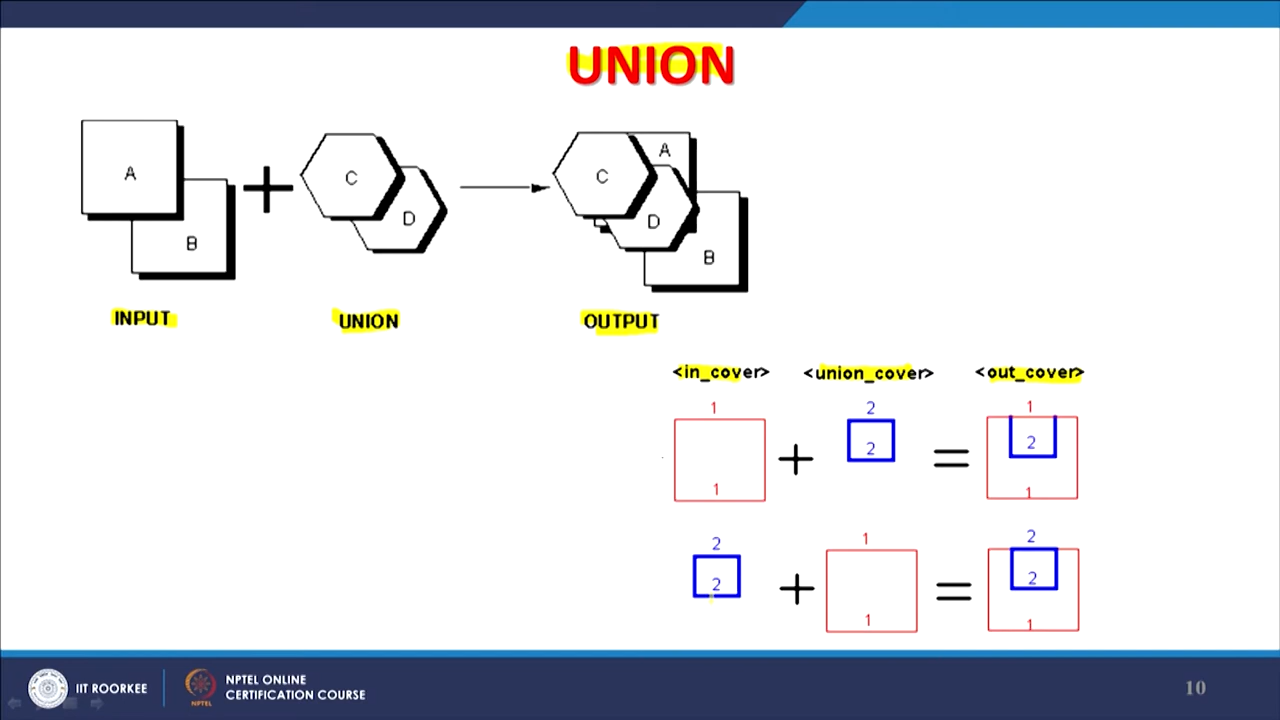 UNION
A
B
C
D
C
A
D
B
INPUT
UNION
OUTPUT
<in_cover>
<union_cover>
<out_cover>
1
2
1
1
2
2
1
2
1
2
2
1
2
1
1
IIT ROORKEE
NPTEL
NPTEL ONLINE
CERTIFICATION COURSE
10